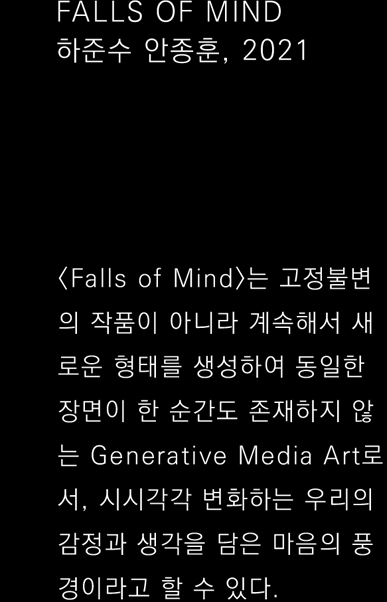 FALLS OF MIND
하준수 안종훈, 2021
〈Falls of Mind〉는 고정불변
의 작품이 아니라 계속해서 새
로운 형태를 생성하여 동일한
장면이 한 순간도 존재하지 않
는 Generative Media Art로
서, 시시각각 변화하는 우리의
감정과 생각을 담은 마음의 풍
경이라고 할 수 있다.